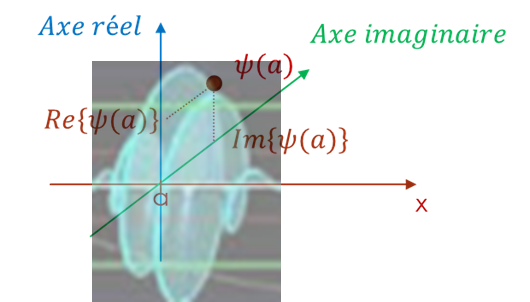 Axe réel
Axe imaginaire
ψ(a)
Re{ψ(a)}
Im{ψ(a)}
a
x